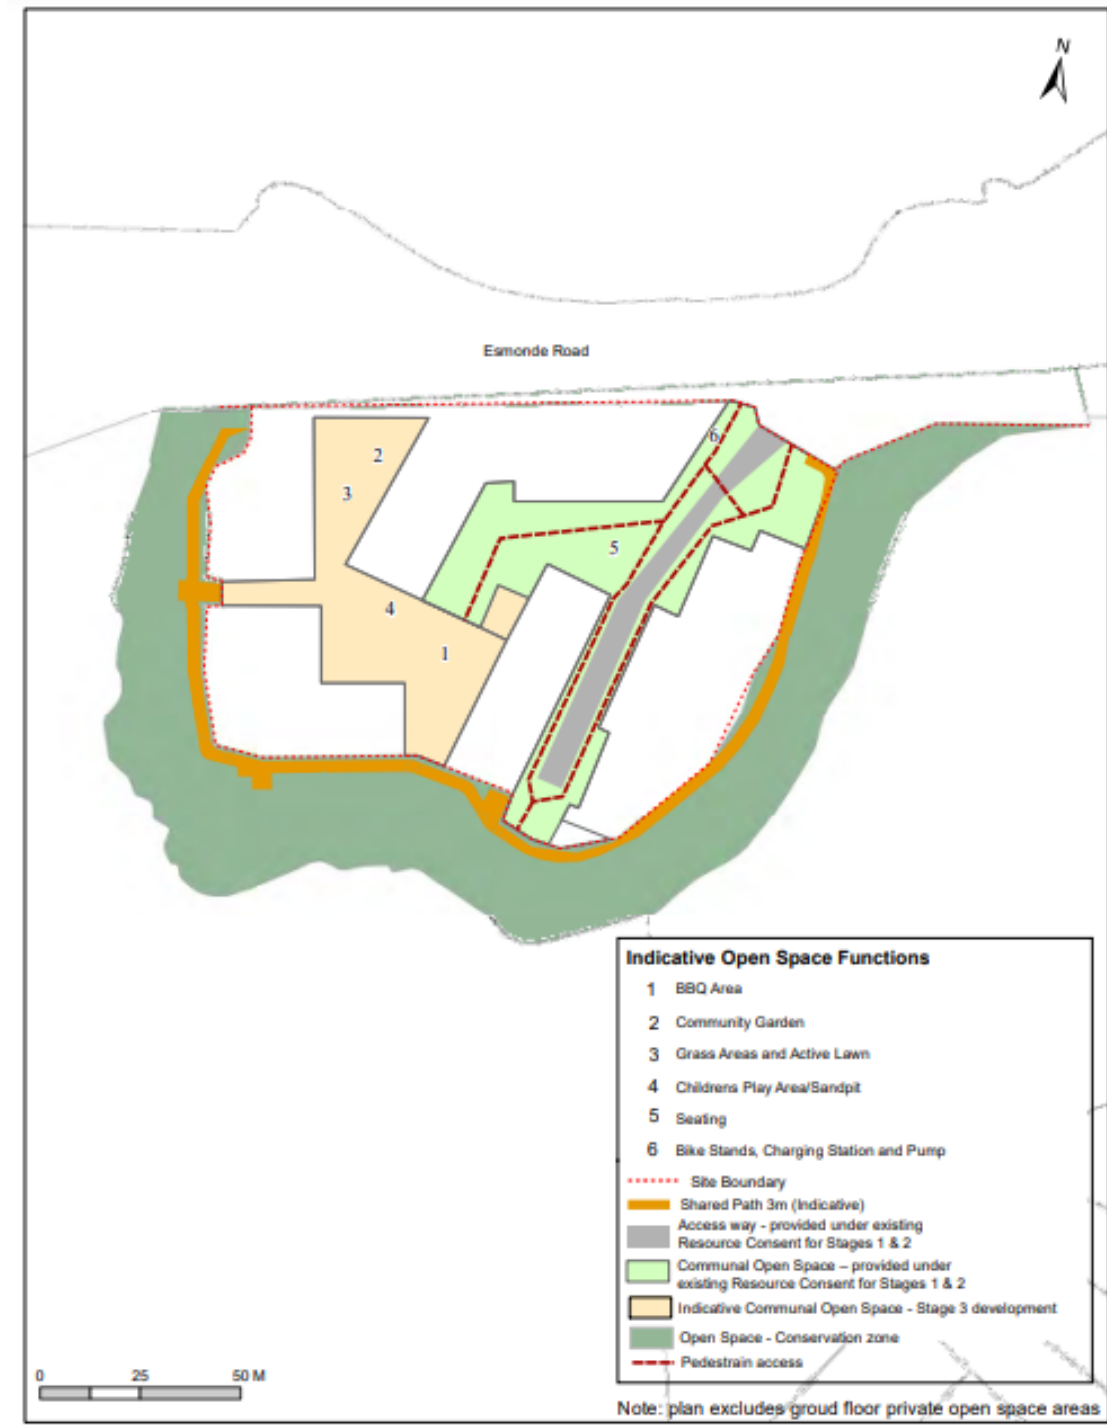 N
Esmonde Road
2
6
3
5
4
1
Indicative Open Space Functions
1 BBQ Area
2 Community Garden
3 Grass Areas and Active Lawn
4 Childrens Play Area/Sandpit
5 Seating
6 Bike Stands, Charging Station and Pump
Site Boundary
Shared Path 3m (Indicative)
Access way - provided under existing
Resource Consent for Stages 1 & 2
Communal Open Space – provided under
existing Resource Consent for Stages 1 & 2
Indicative Communal Open Space - Stage 3 development
Open Space - Conservation zone
Pedestrain access
0 25 50 M
Note: plan excludes groud floor private open space areas